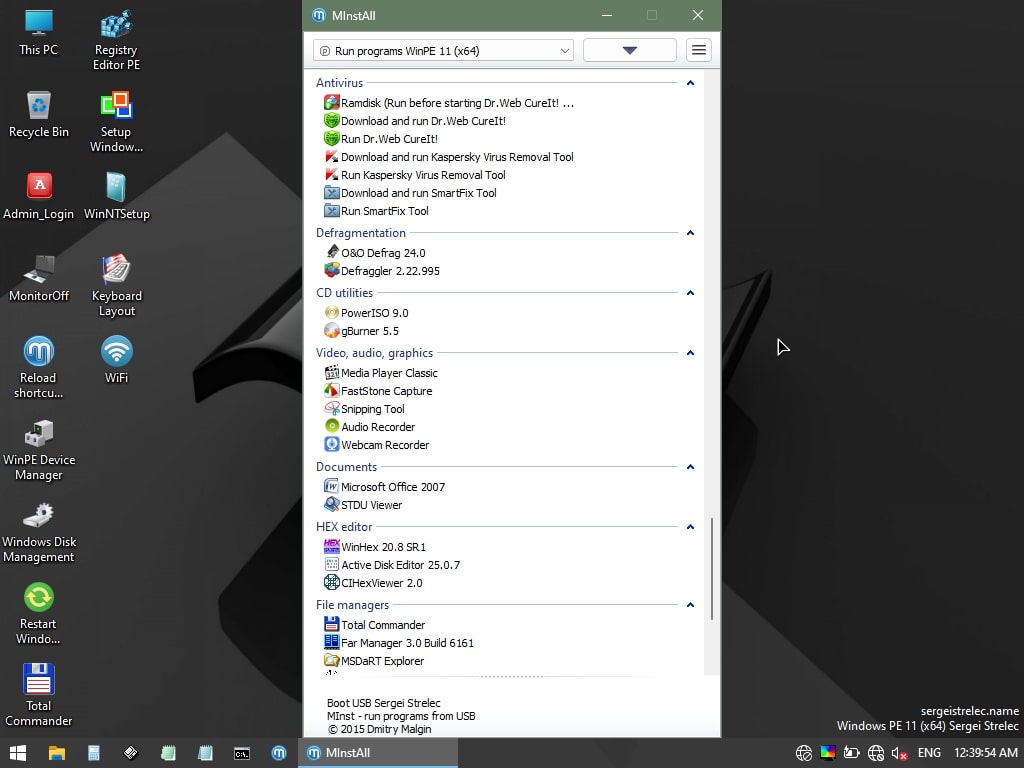 This PC
Registry
Editor PE
Recycle Bin
Setup
Window...
Admin_Login
WinNTSetup
MonitorOff
Keyboard
Layout
Reload
shortcu...
WiFi
WinPE Device
Manager
Windows Disk
Management
Restart
Windo...
Total
Commander
MInstAll
Run programs WinPE 11 (x64)
Antivirus
Ramdisk (Run before starting Dr.Web CureIt! ...
Download and run Dr.Web CureIt!
Run Dr.Web CureIt!
Download and run Kaspersky Virus Removal Tool
Run Kaspersky Virus Removal Tool
Download and run SmartFix Tool
Run SmartFix Tool
Defragmentation
O&O Defrag 24.0
Defraggler 2.22.995
CD utilities
PowerISO 9.0
gBurner 5.5
Video, audio, graphics
Media Player Classic
FastStone Capture
Snipping Tool
Audio Recorder
Webcam Recorder
Documents
Microsoft Office 2007
STDU Viewer
HEX editor
WinHex 20.8 SR1
Active Disk Editor 25.0.7
CIHexViewer 2.0
File managers
Total Commander
Far Manager 3.0 Build 6161
MSDaRT Explorer
Boot USB Sergei Strelec
MInst - run programs from USB
© 2015 Dmitry Malgin
sergeistrelec.name
Windows PE 11 (x64) Sergei Strelec
MInstAll
ENG
12:39:54 AM